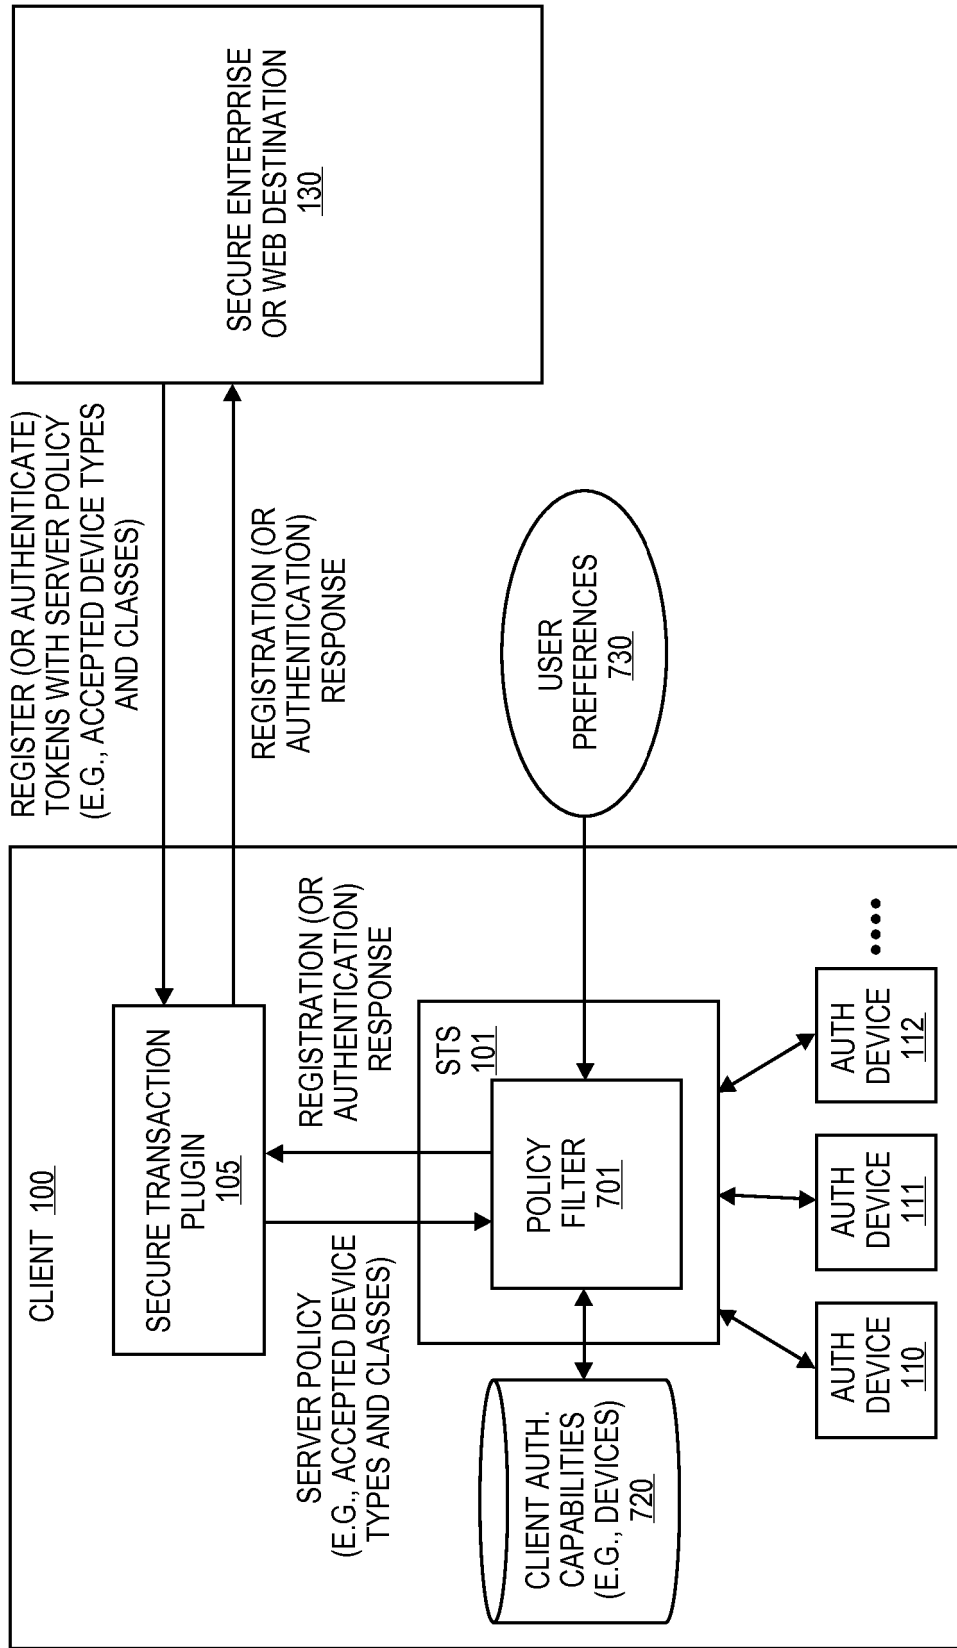 CLIENT 100
SECURE TRANSACTION
PLUGIN
105
REGISTER (OR AUTHENTICATE)
TOKENS WITH SERVER POLICY
(E.G., ACCEPTED DEVICE TYPES
AND CLASSES)
REGISTRATION (OR
AUTHENTICATION)
RESPONSE
SECURE ENTERPRISE
OR WEB DESTINATION
130
SERVER POLICY
(E.G., ACCEPTED DEVICE
TYPES AND CLASSES)
REGISTRATION (OR
AUTHENTICATION)
RESPONSE
STS
101
POLICY
FILTER
701
USER
PREFERENCES
730
CLIENT AUTH.
CAPABILITIES
(E.G., DEVICES)
720
AUTH
DEVICE
110
AUTH
DEVICE
111
AUTH
DEVICE
112